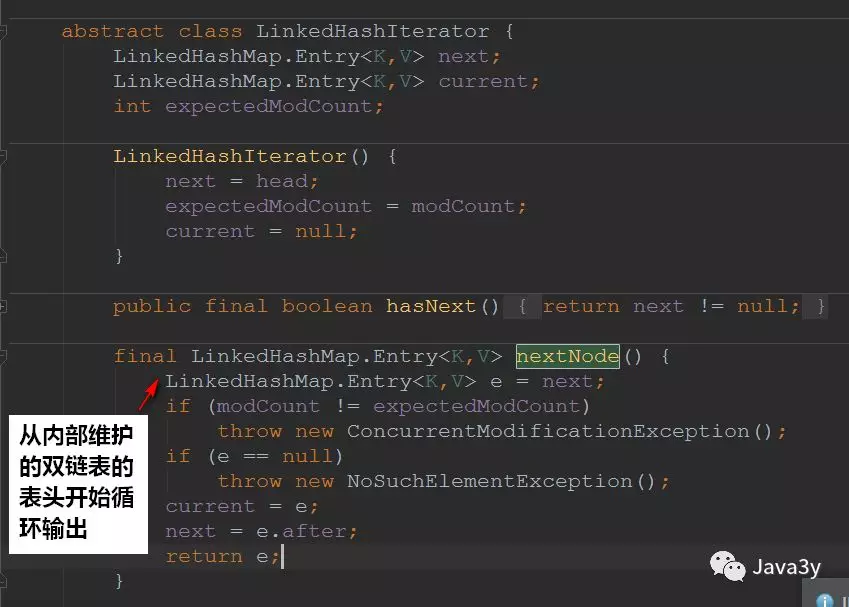 abstract class LinkedHashIterator {
LinkedHashMap.Entry<K,V> next;
LinkedHashMap.Entry<K,V> current;
int expectedModCount;
LinkedHashIterator() {
next = head;
expectedModCount = modCount;
current = null;
}
public final boolean hasNext() { return next != null; }
final LinkedHashMap.Entry<K,V> nextNode() {
LinkedHashMap.Entry<K,V> e = next;
if (modCount != expectedModCount)
throw new ConcurrentModificationException();
if (e == null)
throw new NoSuchElementException();
current = e;
next = e.after;
return e;
}
从内部维护
的双链表的
表头开始循
环输出
Java3y